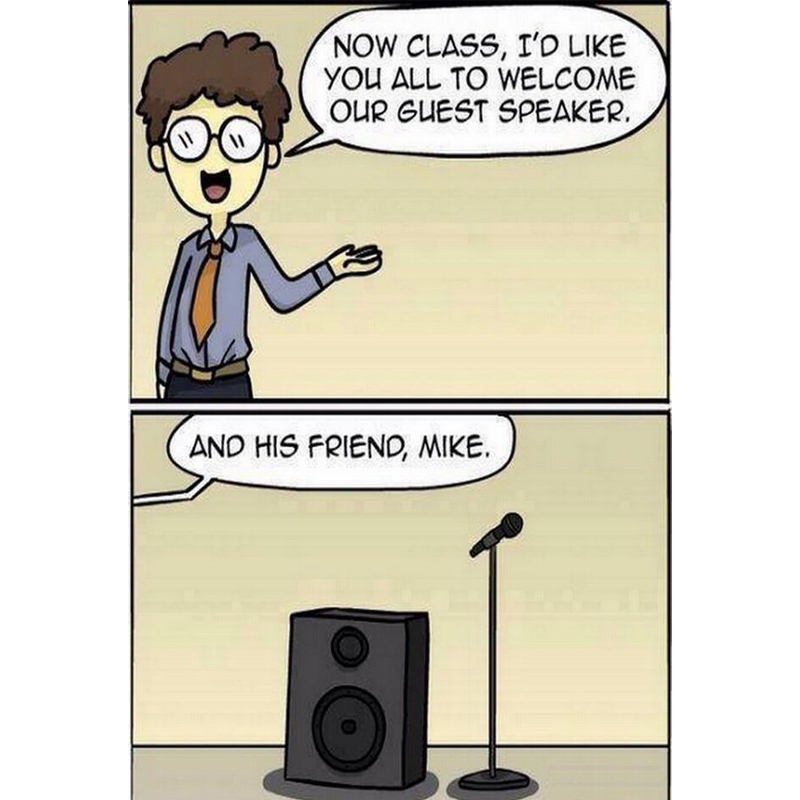 NOW CLASS, I'D LIKE
YOU ALL TO WELCOME
OUR GUEST SPEAKER.
AND HIS FRIEND, MIKE.